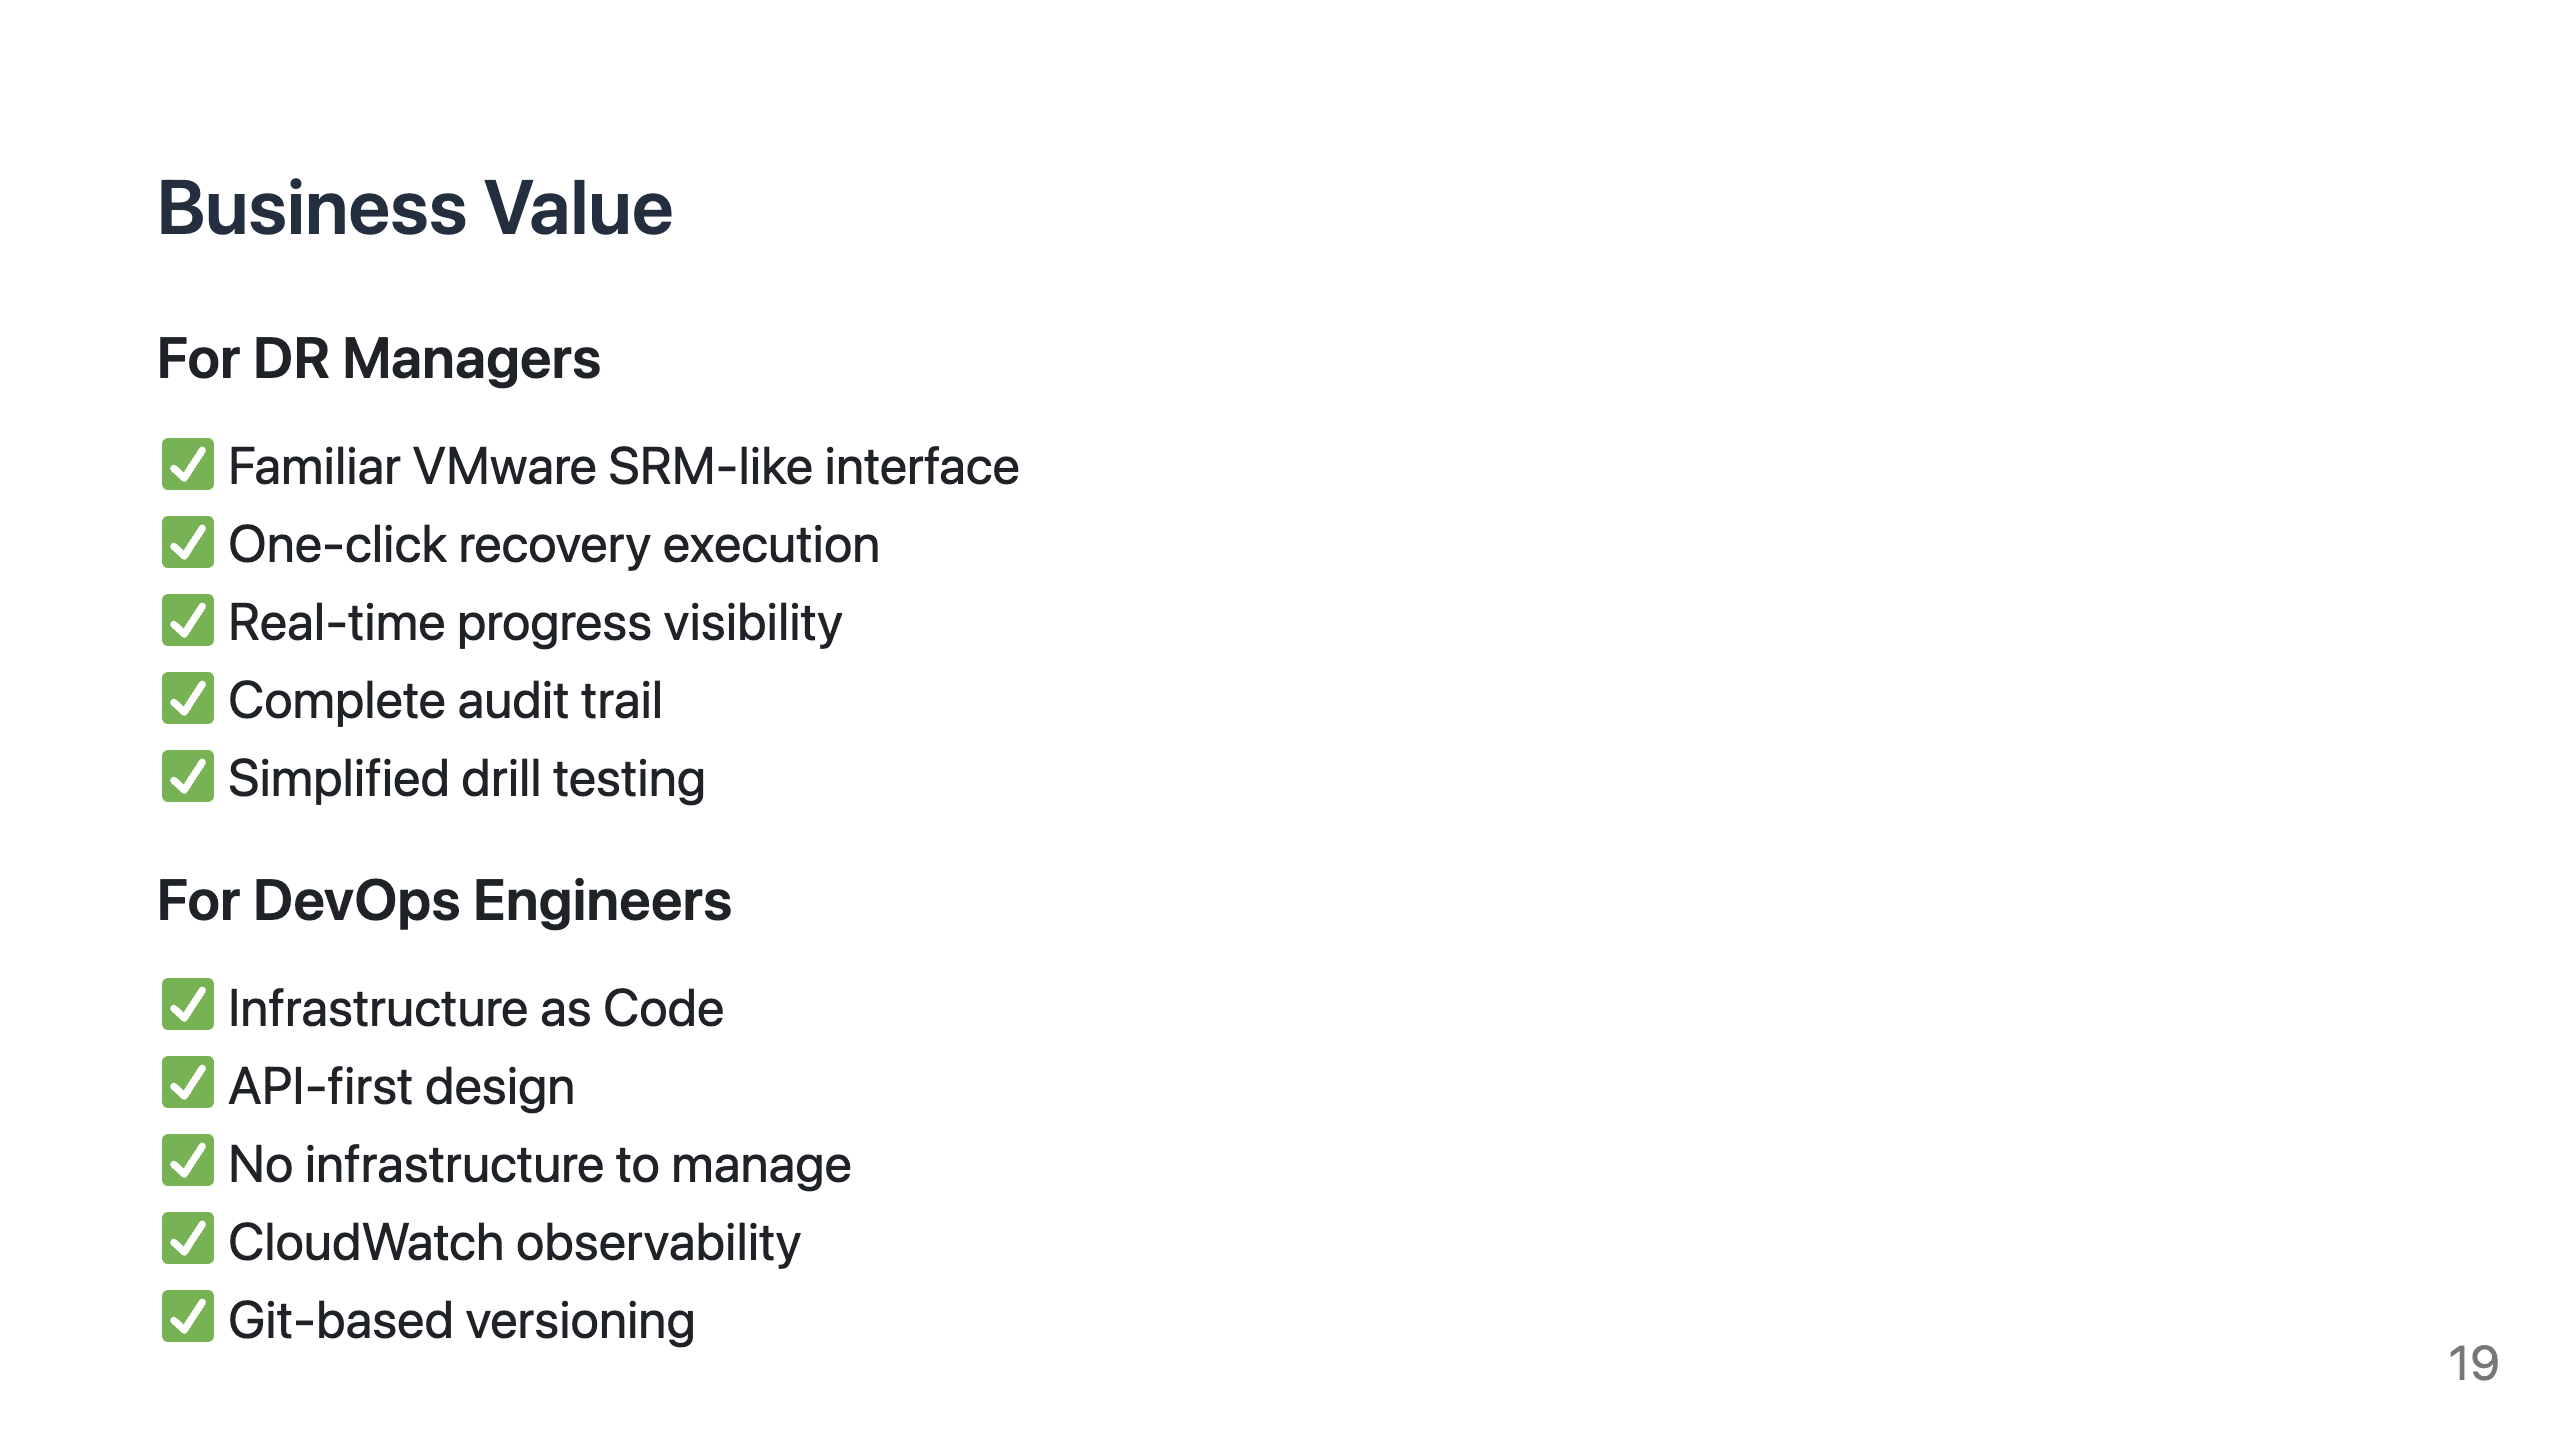 Business Value
For DR Managers
✅ Familiar VMware SRM-like interface
✅ One-click recovery execution
✅ Real-time progress visibility
✅ Complete audit trail
✅ Simplified drill testing
For DevOps Engineers
✅ Infrastructure as Code
✅ API-first design
✅ No infrastructure to manage
✅ CloudWatch observability
✅ Git-based versioning
19